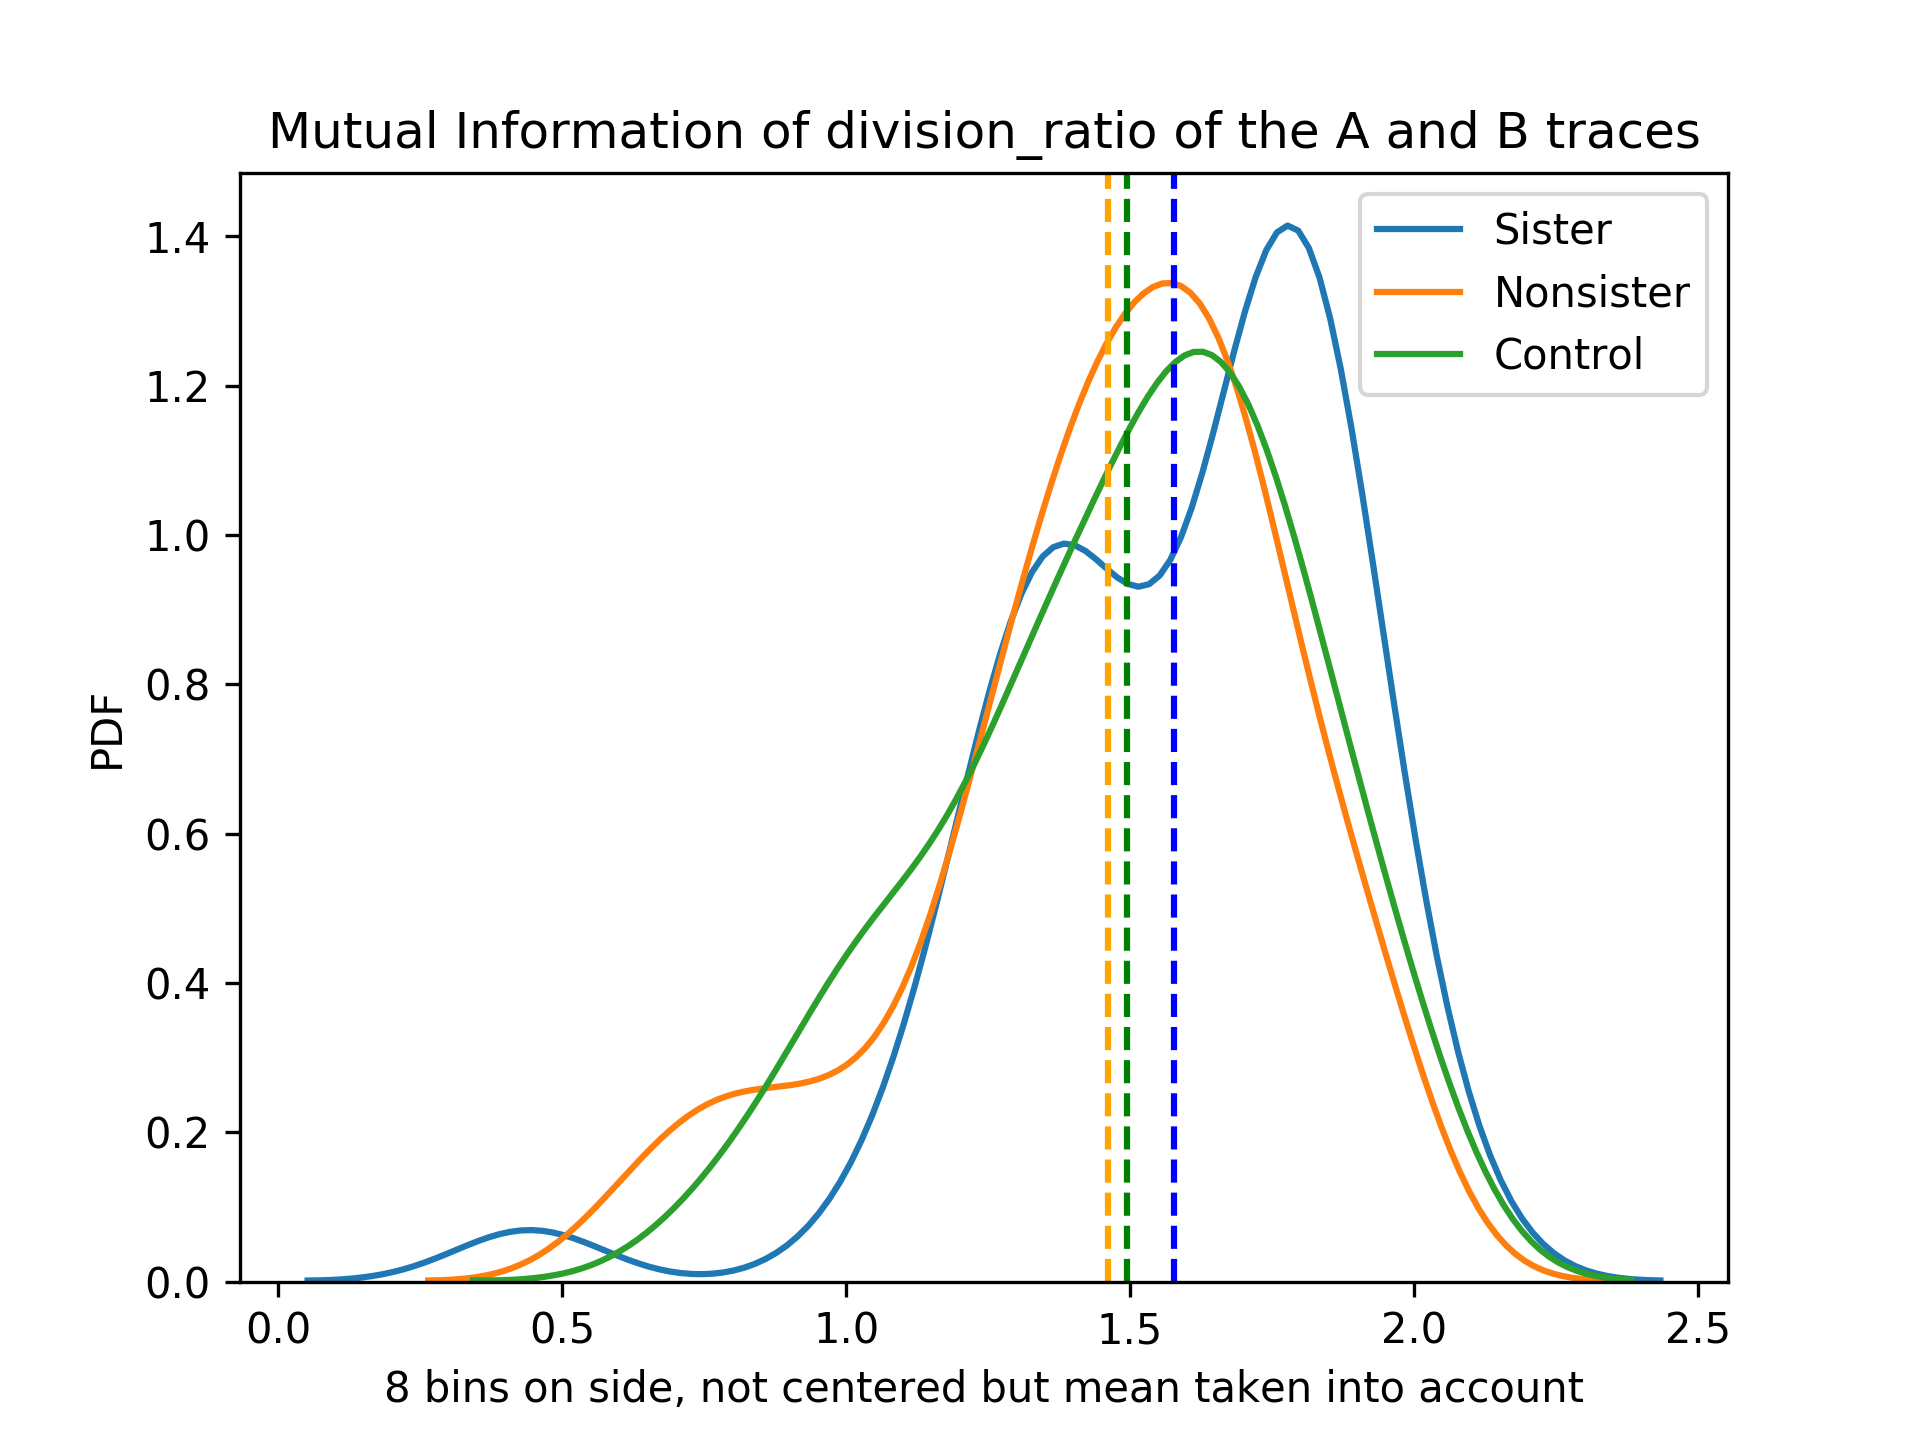 Mutual Information of division_ratio of the A and B traces
Sister
Nonsister
Control
PDF
1.4
1.2
1.0
0.8
0.6
0.4
0.2
0.0
0.0 0.5 1.0 1.5 2.0 2.5
8 bins on side, not centered but mean taken into account